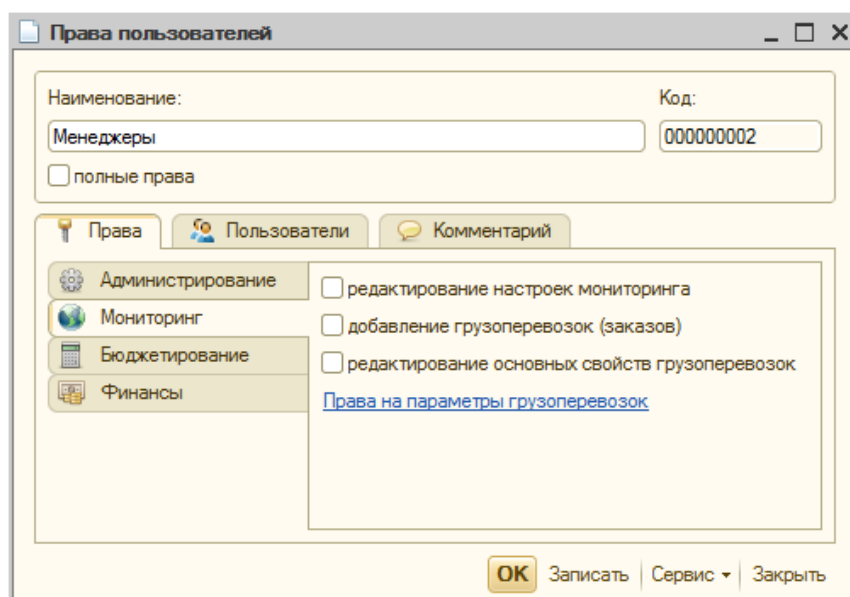 Права пользователей
Наименование: Код:
Менеджеры 000000002
полные права
Права Пользователи Комментарий
Администрирование
Мониторинг
Бюджетирование
Финансы
редактирование настроек мониторинга
добавление грузоперевозок (заказов)
редактирование основных свойств грузоперевозок
Права на параметры грузоперевозок
OK Записать Сервис Закрыть